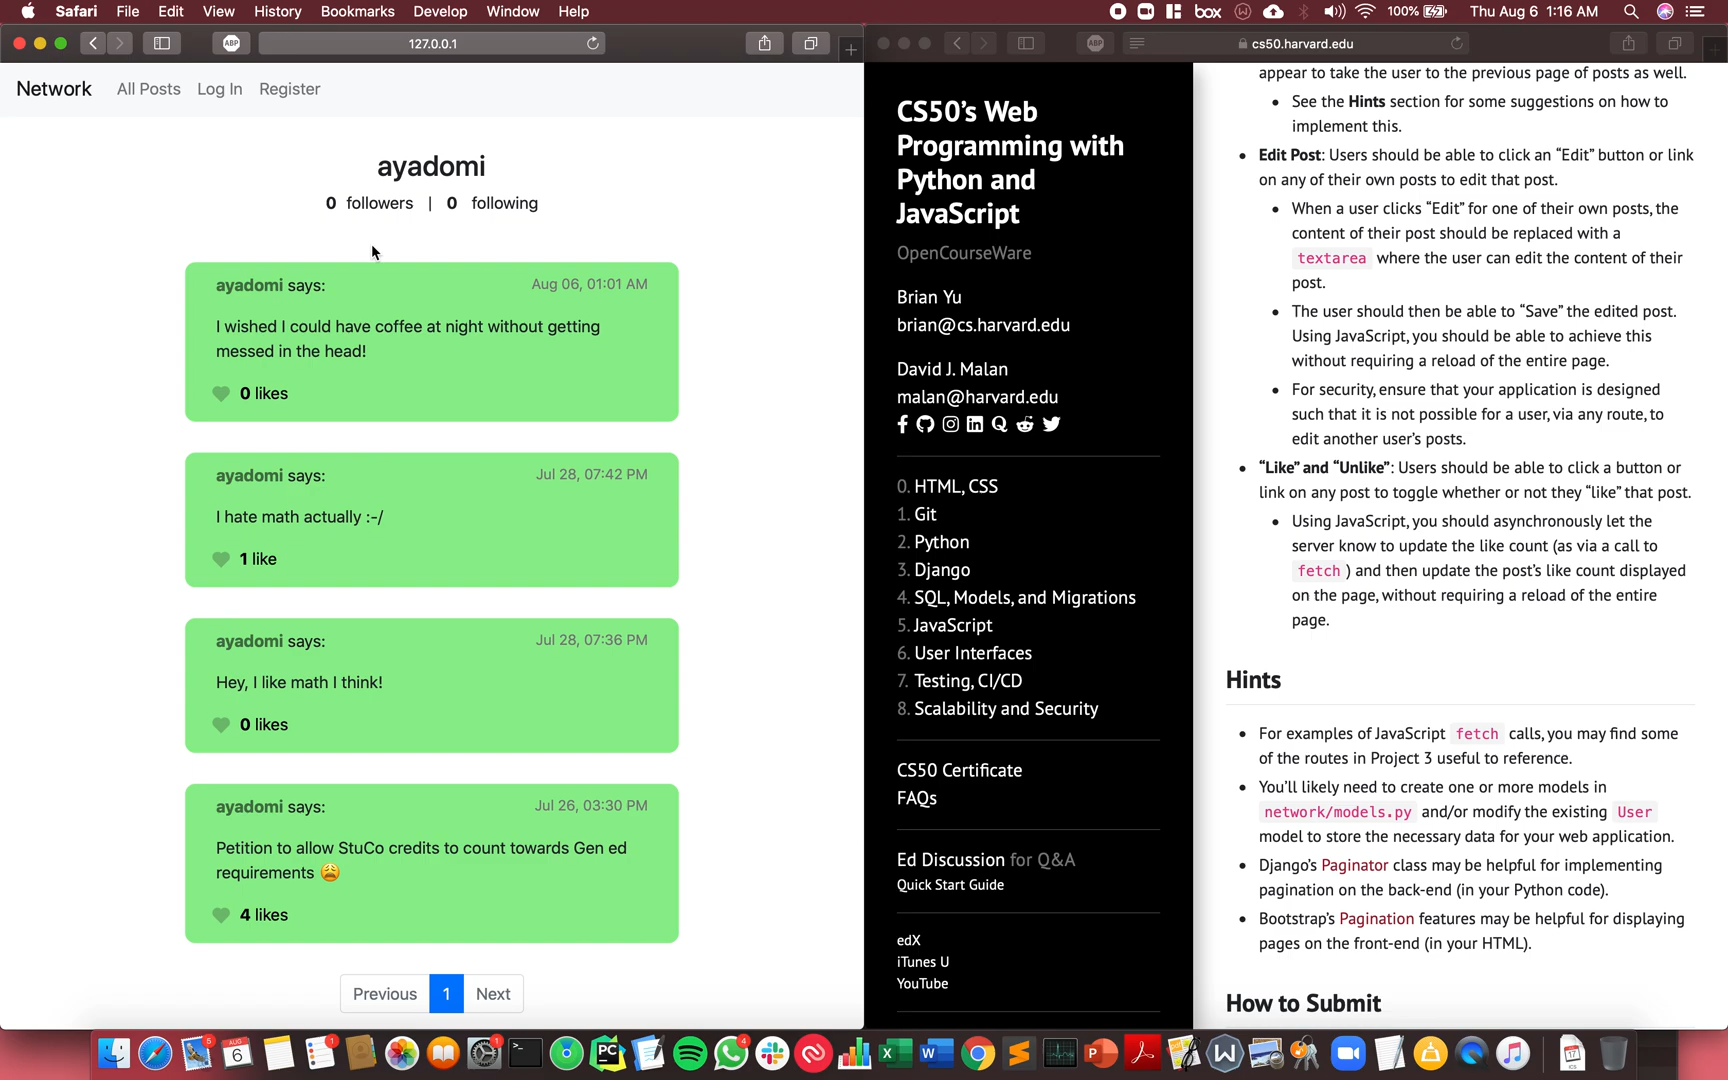 Safari File Edit View History Bookmarks Develop Window Help box 100% Thu Aug 6 1:16 AM
ABP 127.0.0.1
ABP cs50.harvard.edu
Network All Posts Log In Register
ayadomi
0 followers | 0 following
ayadomi says: Aug 06, 01:01 AM
I wished I could have coffee at night without getting
messed in the head!
0 likes
ayadomi says: Jul 28, 07:42 PM
I hate math actually :-/
1 like
ayadomi says: Jul 28, 07:36 PM
Hey, I like math I think!
0 likes
ayadomi says: Jul 26, 03:30 PM
Petition to allow StuCo credits to count towards Gen ed
requirements 😩
4 likes
Previous 1 Next
CS50’s Web
Programming with
Python and
JavaScript
OpenCourseWare
Brian Yu
brian@cs.harvard.edu
David J. Malan
malan@harvard.edu
0. HTML, CSS
1. Git
2. Python
3. Django
4. SQL, Models, and Migrations
5. JavaScript
6. User Interfaces
7. Testing, CI/CD
8. Scalability and Security
CS50 Certificate
FAQs
Ed Discussion for Q&A
Quick Start Guide
edX
iTunes U
YouTube
appear to take the user to the previous page of posts as well.
• See the Hints section for some suggestions on how to
implement this.
• Edit Post: Users should be able to click an “Edit” button or link
on any of their own posts to edit that post.
• When a user clicks “Edit” for one of their own posts, the
content of their post should be replaced with a
textarea where the user can edit the content of their
post.
• The user should then be able to “Save” the edited post.
Using JavaScript, you should be able to achieve this
without requiring a reload of the entire page.
• For security, ensure that your application is designed
such that it is not possible for a user, via any route, to
edit another user’s posts.
• “Like” and “Unlike”: Users should be able to click a button or
link on any post to toggle whether or not they “like” that post.
• Using JavaScript, you should asynchronously let the
server know to update the like count (as via a call to
fetch ) and then update the post’s like count displayed
on the page, without requiring a reload of the entire
page.
Hints
• For examples of JavaScript fetch calls, you may find some
of the routes in Project 3 useful to reference.
• You’ll likely need to create one or more models in
network/models.py and/or modify the existing User
model to store the necessary data for your web application.
• Django’s Paginator class may be helpful for implementing
pagination on the back-end (in your Python code).
• Bootstrap’s Pagination features may be helpful for displaying
pages on the front-end (in your HTML).
How to Submit